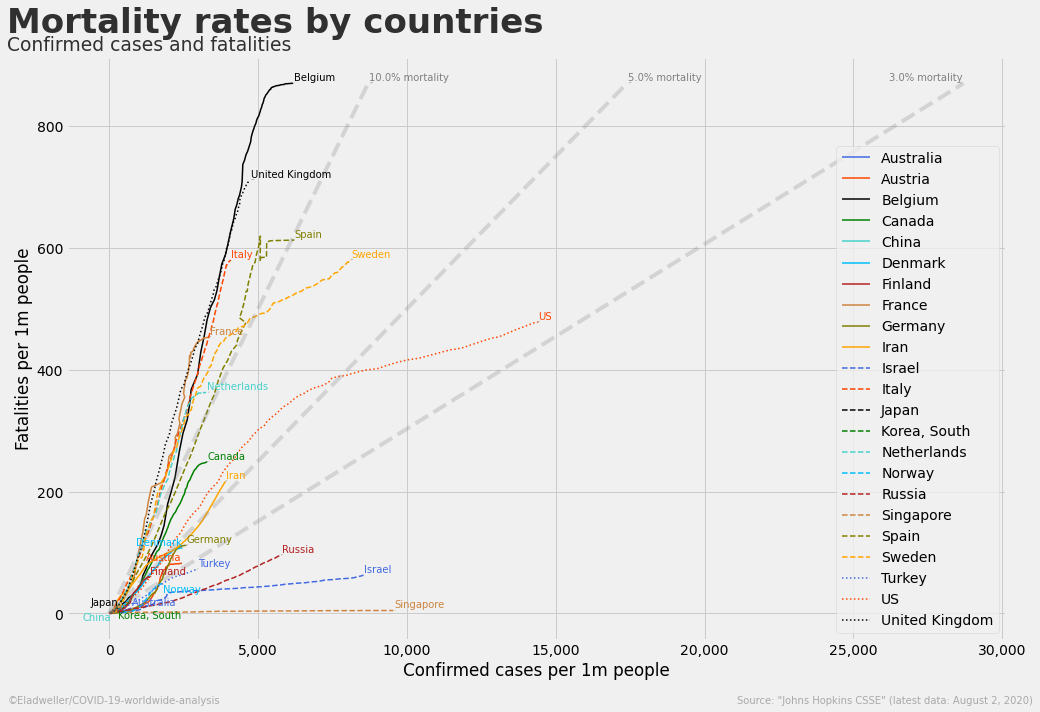 Mortality rates by countries
Confirmed cases and fatalities
Belgium
10.0% mortality
5.0% mortality
3.0% mortality
United Kingdom
Spain
Italy
Sweden
US
France
Netherlands
Canada
Iran
Denmark
Germany
Austria
Russia
Finland
Turkey
Israel
Norway
Japan
Australia
Singapore
China
Korea, South
800
600
400
200
0
Fatalities per 1m people
0
5,000
10,000
15,000
20,000
25,000
30,000
Confirmed cases per 1m people
Australia
Austria
Belgium
Canada
China
Denmark
Finland
France
Germany
Iran
Israel
Italy
Japan
Korea, South
Netherlands
Norway
Russia
Singapore
Spain
Sweden
Turkey
US
United Kingdom
©Eladweller/COVID-19-worldwide-analysis
Source: "Johns Hopkins CSSE" (latest data: August 2, 2020)